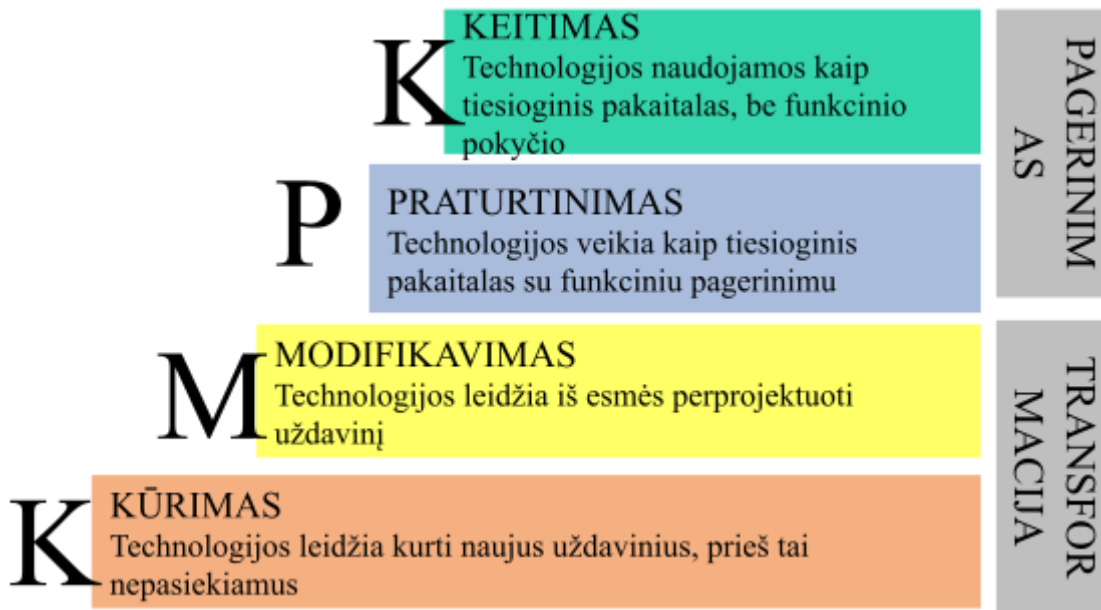 K
KEITIMAS
Technologijos naudojamos kaip
tiesioginis pakaitalas, be funkcinio
pokyčio
P
PRATURTINIMAS
Technologijos veikia kaip tiesioginis
pakaitalas su funkciniu pagerinimu
PAGERINIM
AS
M
MODIFIKAVIMAS
Technologijos leidžia iš esmės perprojektuoti
uždavinį
K
KŪRIMAS
Technologijos leidžia kurti naujus uždavinius, prieš tai
nepasiekiamus
TRANSFOR
MACIJA